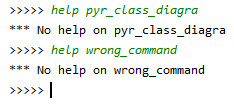 >>>>> help pyr_class_diagra
*** No help on pyr_class_diagra
>>>>> help wrong_command
*** No help on wrong_command
>>>>>